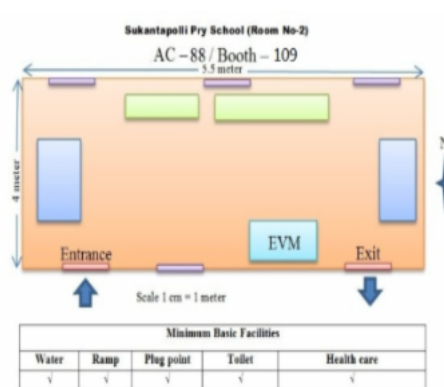 Sukantapolli Pry School (Room No-2)
AC – 88 / Booth – 109
5.5 meter
4 meter
N
EVM
Entrance
Exit
Scale 1 cm = 1 meter
Minimum Basic Facilities
Water Ramp Plug point Toilet Health care
√ √ √ √ √